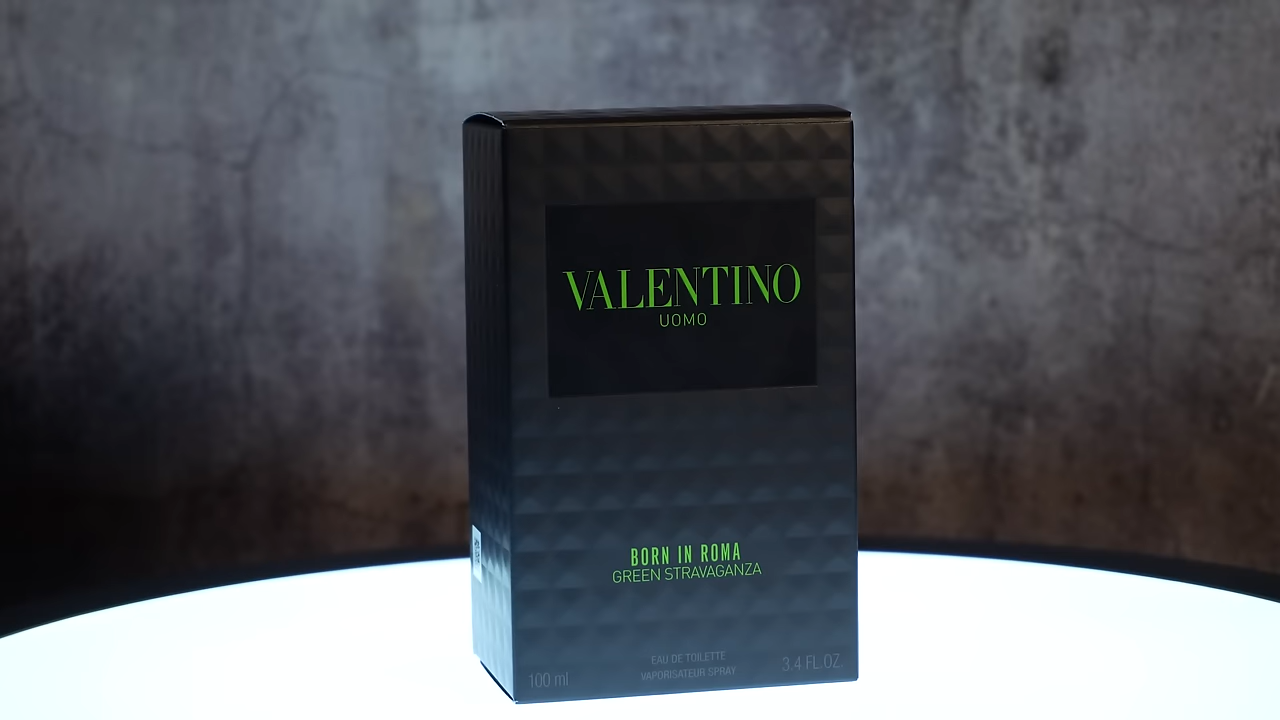 VALENTINO
UOMO
BORN IN ROMA
GREEN STRAVAGANZA
EAU DE TOILETTE
VAPORISATEUR SPRAY
100 ml
3.4 FL.OZ.